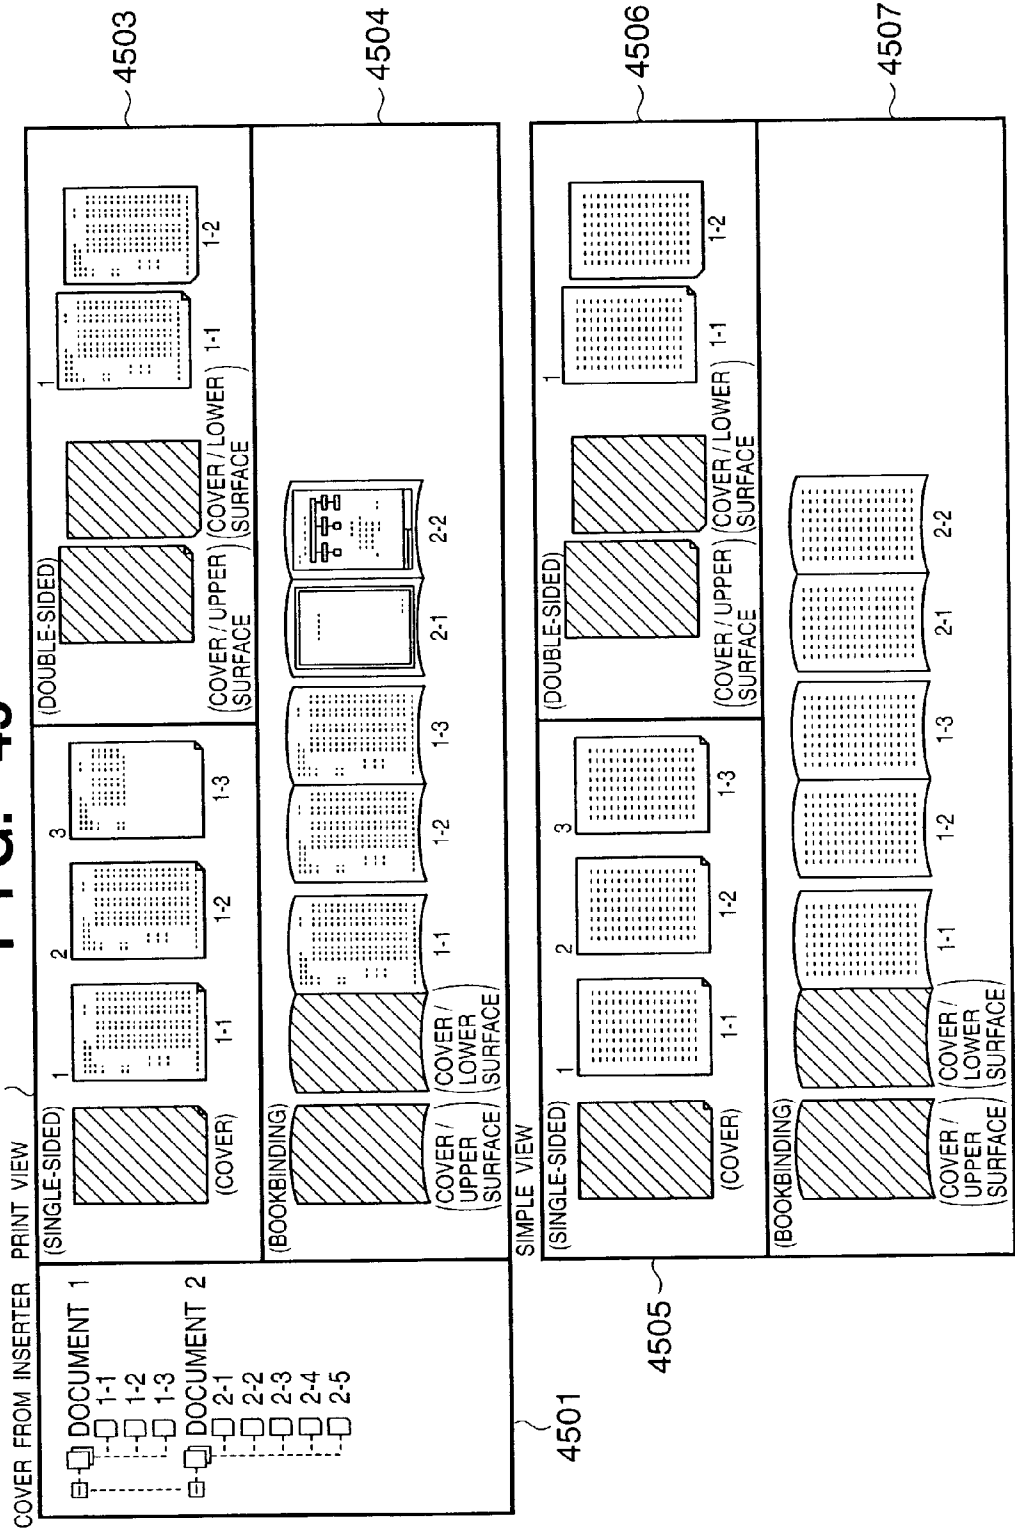 COVER FROM INSERTER PRINT VIEW
DOCUMENT 1
1-1
1-2
1-3
DOCUMENT 2
2-1
2-2
2-3
2-4
2-5
4501
(SINGLE-SIDED)
(COVER)
1
1-1
2
1-2
3
1-3
(DOUBLE-SIDED)
(COVER / UPPER SURFACE)
(COVER / LOWER SURFACE)
1
1-1
1-2
4503
(BOOKBINDING)
(COVER / UPPER SURFACE)
(COVER / LOWER SURFACE)
1-1
1-2
1-3
2-1
2-2
4504
SIMPLE VIEW
(SINGLE-SIDED)
(COVER)
1
1-1
2
1-2
3
1-3
4505
(DOUBLE-SIDED)
(COVER / UPPER SURFACE)
(COVER / LOWER SURFACE)
1
1-1
1-2
4506
(BOOKBINDING)
(COVER / UPPER SURFACE)
(COVER / LOWER SURFACE)
1-1
1-2
1-3
2-1
2-2
4507